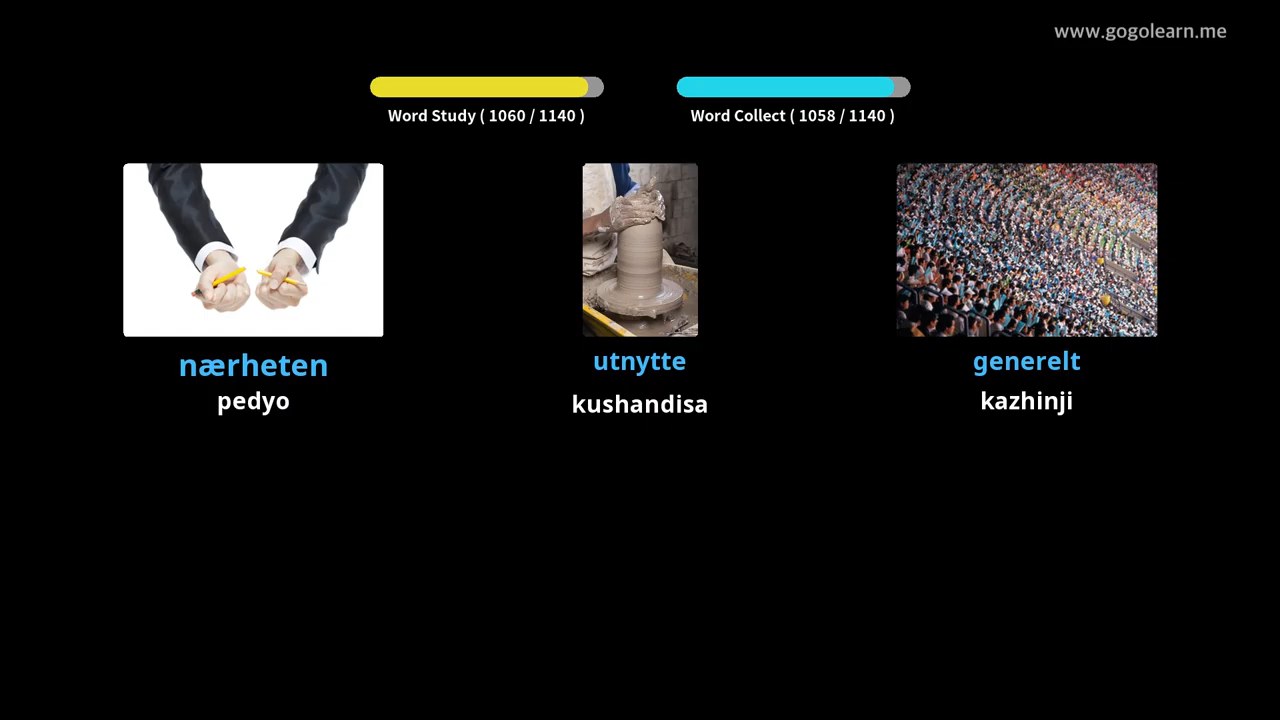 www.gogolearn.me
Word Study ( 1060 / 1140 )
Word Collect ( 1058 / 1140 )
nærheten
pedyo
utnytte
kushandisa
generelt
kazhinji